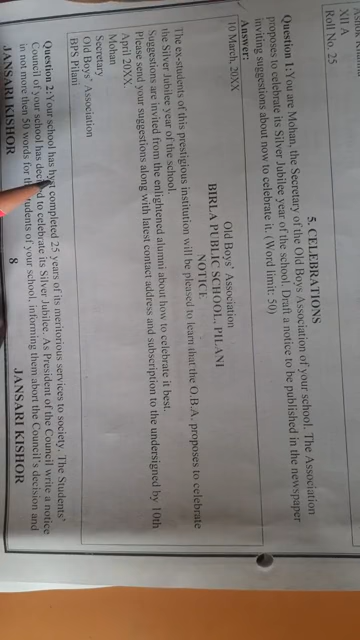 XII A
Roll No. 25
5. CELEBRATIONS
Question 1: You are Mohan, the Secretary of the Old Boys Association of your school. The Association
proposes to celebrate its Silver Jubilee year of the school. Draft a notice to be published in the newspaper
inviting suggestions about now to celebrate it. (Word limit: 50)
Answer:
10 March, 20XX
Old Boys' Association
BIRLA PUBLIC SCHOOL, PILANI
NOTICE
The ex-students of this prestigious institution will be pleased to learn that the O.B.A. proposes to celebrate
the Silver Jubilee year of the school.
Suggestions are invited from the enlightened alumni about how to celebrate it best.
Please send your suggestions along with latest contact address and subscription to the undersigned by 10th
April 20XX.
Mohan
Secretary
Old Boys' Association
BPS Pilani
Question 2: Your school has completed 25 years of its meritorious services to society. The Students'
Council of your school has to celebrate its Silver Jubilee. As President of the Council write a notice
in not more then 50 words for students of your school, informing them abort the Council's decision and
JANSARI KISHOR 8 JANSARI KISHOR